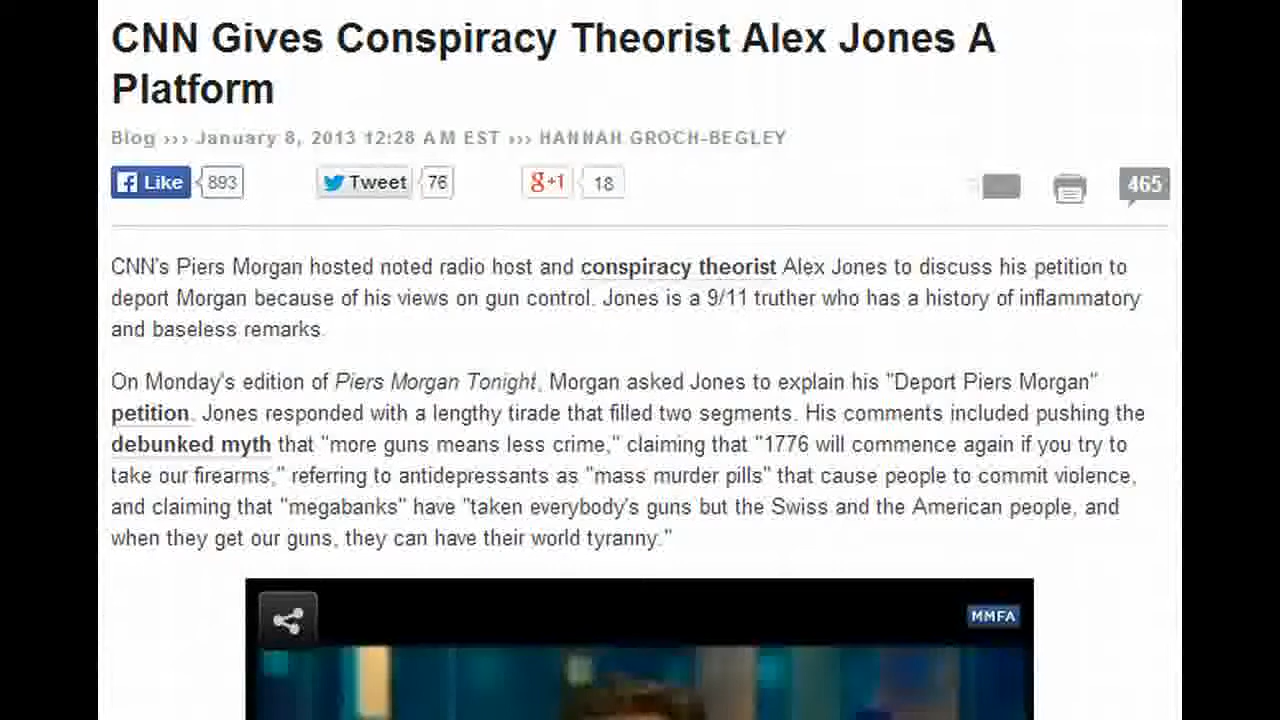 CNN Gives Conspiracy Theorist Alex Jones A
Platform
Blog ››› January 8, 2013 12:28 AM EST ››› HANNAH GROCH-BEGLEY
Like 893 Tweet 76 g+1 18 465
CNN's Piers Morgan hosted noted radio host and conspiracy theorist Alex Jones to discuss his petition to
deport Morgan because of his views on gun control. Jones is a 9/11 truther who has a history of inflammatory
and baseless remarks.
On Monday's edition of Piers Morgan Tonight, Morgan asked Jones to explain his "Deport Piers Morgan"
petition. Jones responded with a lengthy tirade that filled two segments. His comments included pushing the
debunked myth that "more guns means less crime," claiming that "1776 will commence again if you try to
take our firearms," referring to antidepressants as "mass murder pills" that cause people to commit violence,
and claiming that "megabanks" have "taken everybody's guns but the Swiss and the American people, and
when they get our guns, they can have their world tyranny."
MMFA